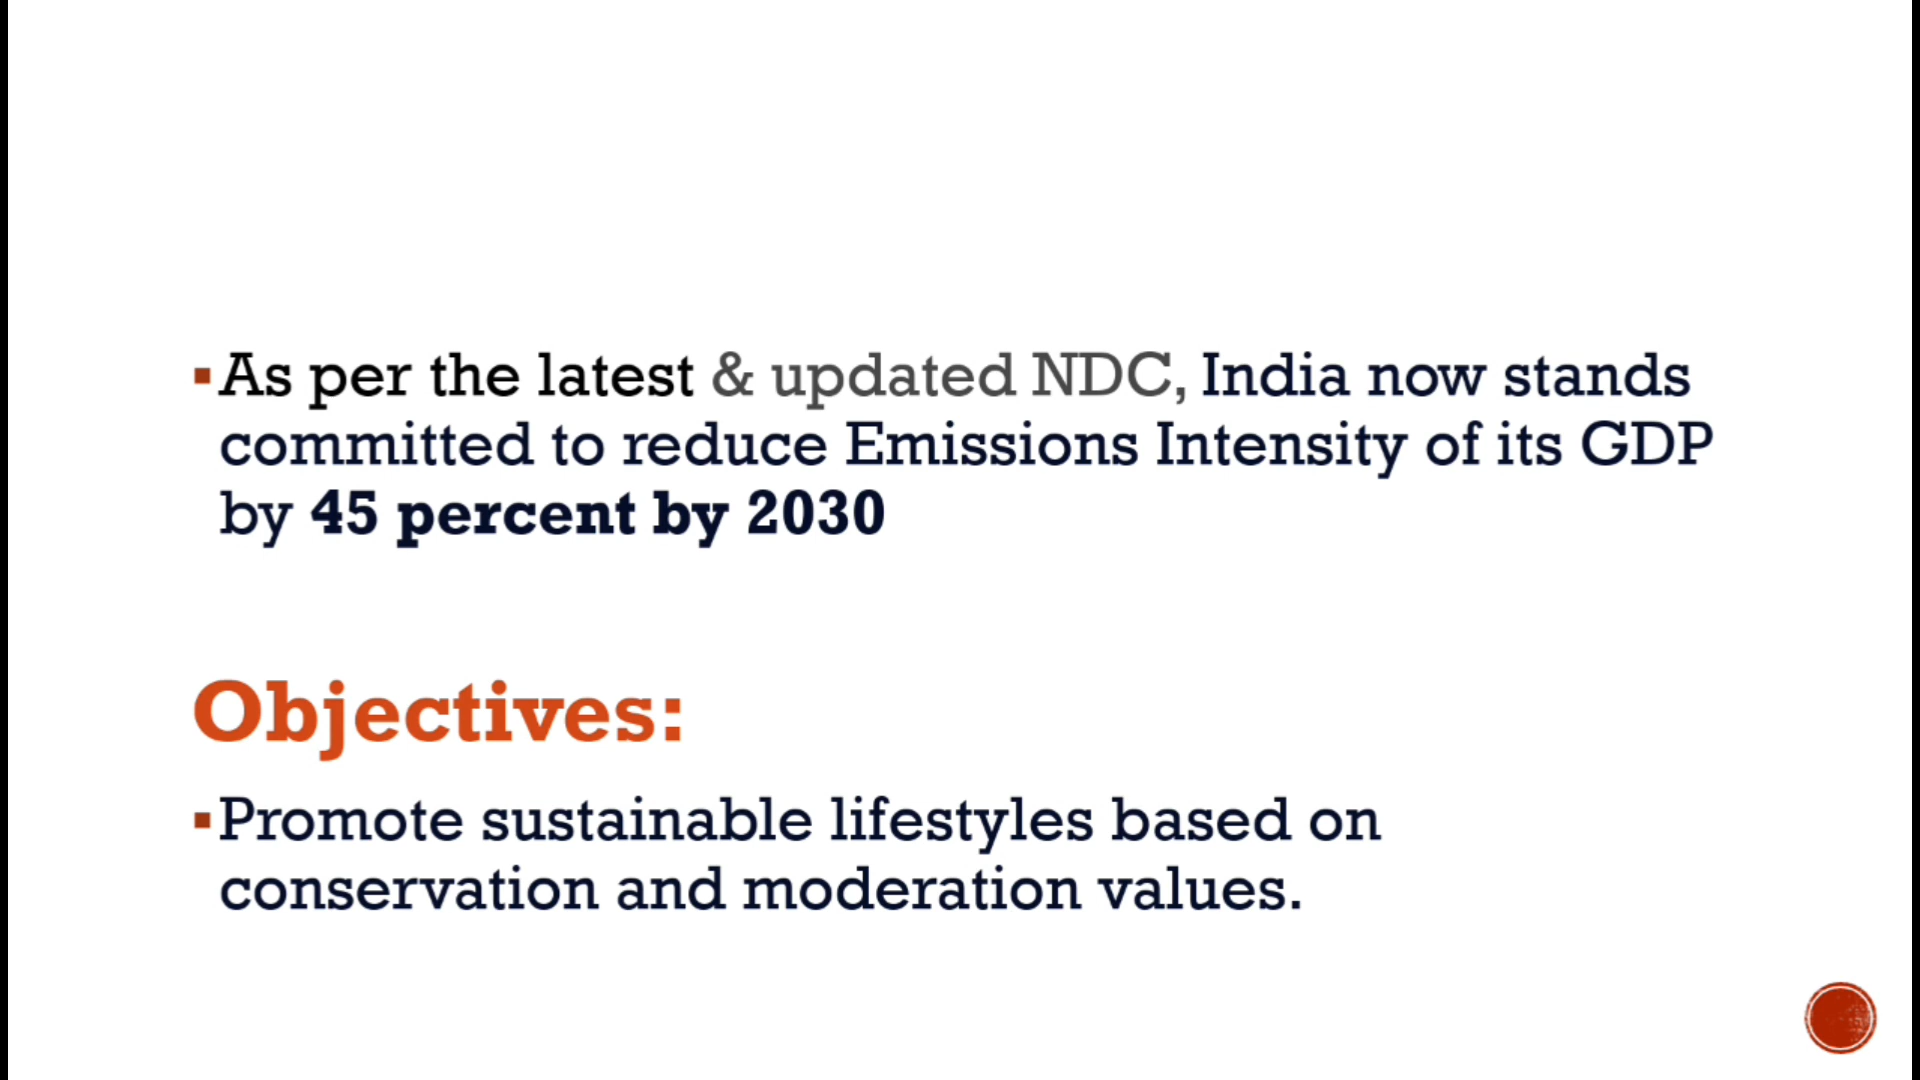 ▪As per the latest & updated NDC, India now stands
committed to reduce Emissions Intensity of its GDP
by 45 percent by 2030
Objectives:
▪Promote sustainable lifestyles based on
conservation and moderation values.